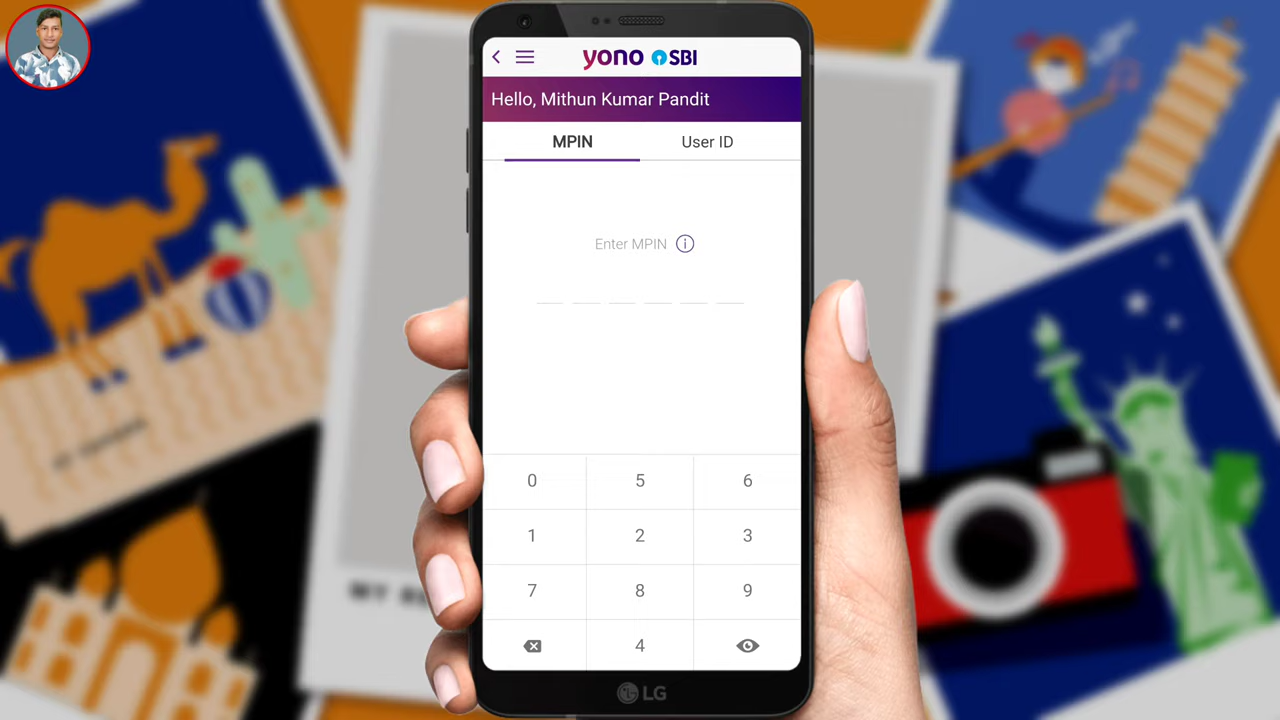 yono SBI
Hello, Mithun Kumar Pandit
MPIN User ID
Enter MPIN
0 5 6
1 2 3
7 8 9
4
LG
MY